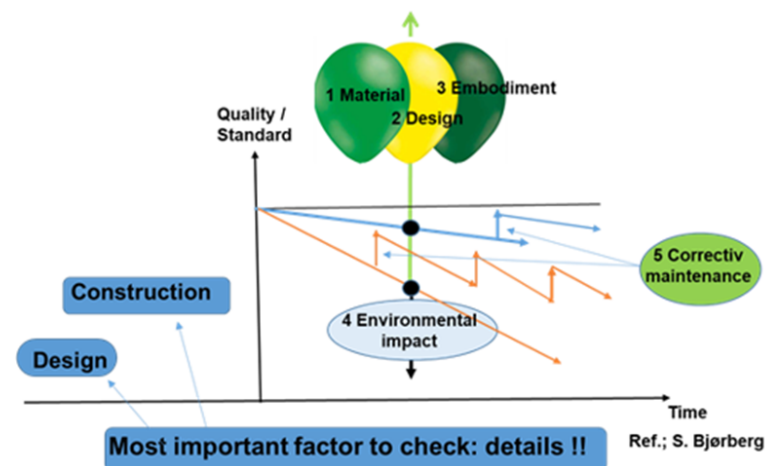 1 Material
3 Embodiment
2 Design
Quality /
Standard
5 Correctiv
maintenance
Construction
4 Environmental
impact
Design
Time
Most important factor to check: details !!
Ref.; S. Bjørberg